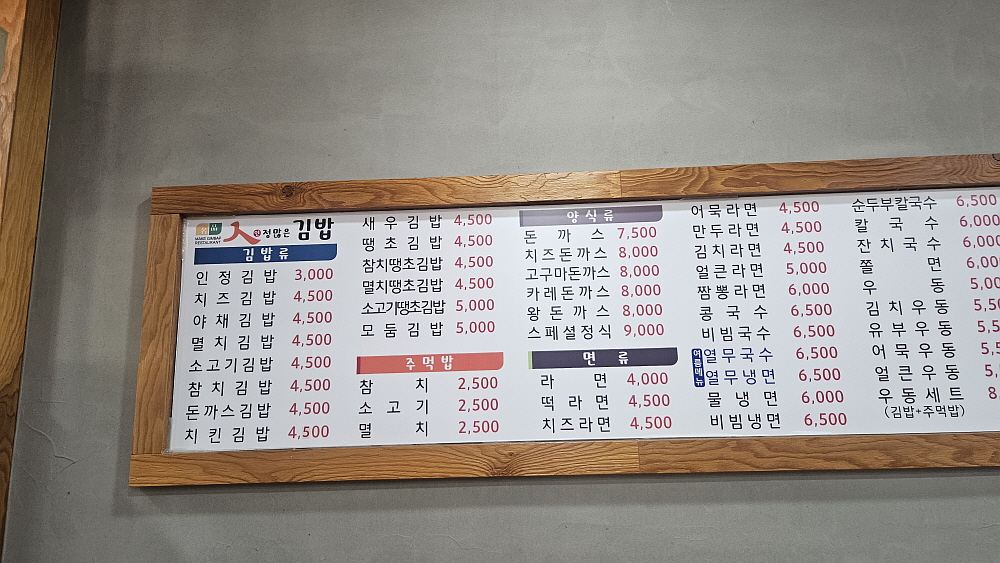 인정많은 김밥
김밥류
인정김밥 3,000
치즈김밥 4,500
야채김밥 4,500
멸치김밥 4,500
소고기김밥 4,500
참치김밥 4,500
돈까스김밥 4,500
치킨김밥 4,500
새우김밥 4,500
땡초김밥 4,500
참치땡초김밥 4,500
멸치땡초김밥 4,500
소고기땡초김밥 5,000
모둠김밥 5,000
주먹밥
참치 2,500
소고기 2,500
멸치 2,500
양식류
돈까스 7,500
치즈돈까스 8,000
고구마돈까스 8,000
카레돈까스 8,000
왕돈까스 8,000
스페셜정식 9,000
면류
라면 4,000
떡라면 4,500
치즈라면 4,500
어묵라면 4,500
만두라면 4,500
김치라면 4,500
얼큰라면 5,000
짬뽕라면 6,000
콩국수 6,500
비빔국수 6,500
여름메뉴
열무국수 6,500
열무냉면 6,500
물냉면 6,000
비빔냉면 6,500
순두부칼국수 6,500
칼국수 6,000
잔치국수 6,000
쫄면
우동
김치우동
유부우동
어묵우동
얼큰우동
우동세트
(김밥+주먹밥)